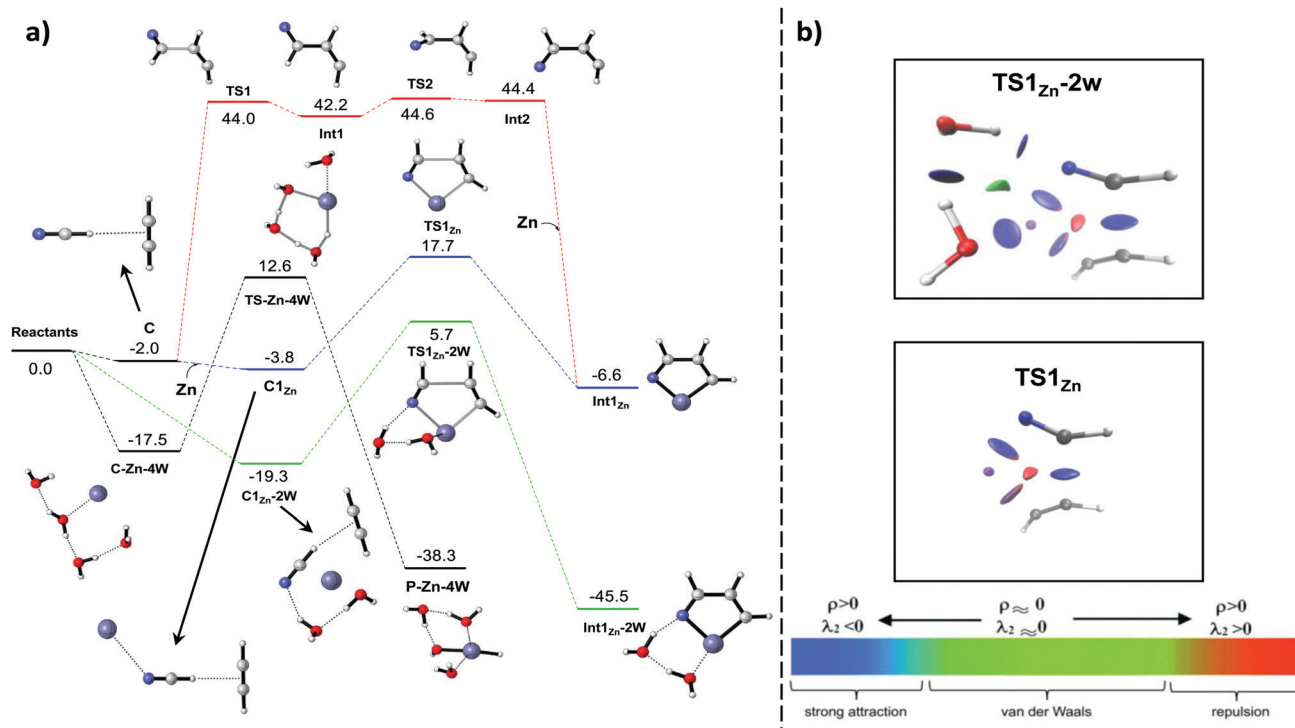 a)
TS1
44.0
42.2
Int1
TS2
44.6
44.4
Int2
TS1Zn
17.7
Zn
12.6
TS-Zn-4W
C
Reactants
0.0
-2.0
Zn
-3.8
C1Zn
5.7
TS1Zn-2W
-6.6
Int1Zn
-17.5
C-Zn-4W
-19.3
C1Zn-2W
-38.3
P-Zn-4W
-45.5
Int1Zn-2W
b)
TS1Zn-2w
TS1Zn
ρ>0 ρ≈0 ρ>0
λ2<0 λ2≈0 λ2>0
strong attraction van der Waals repulsion